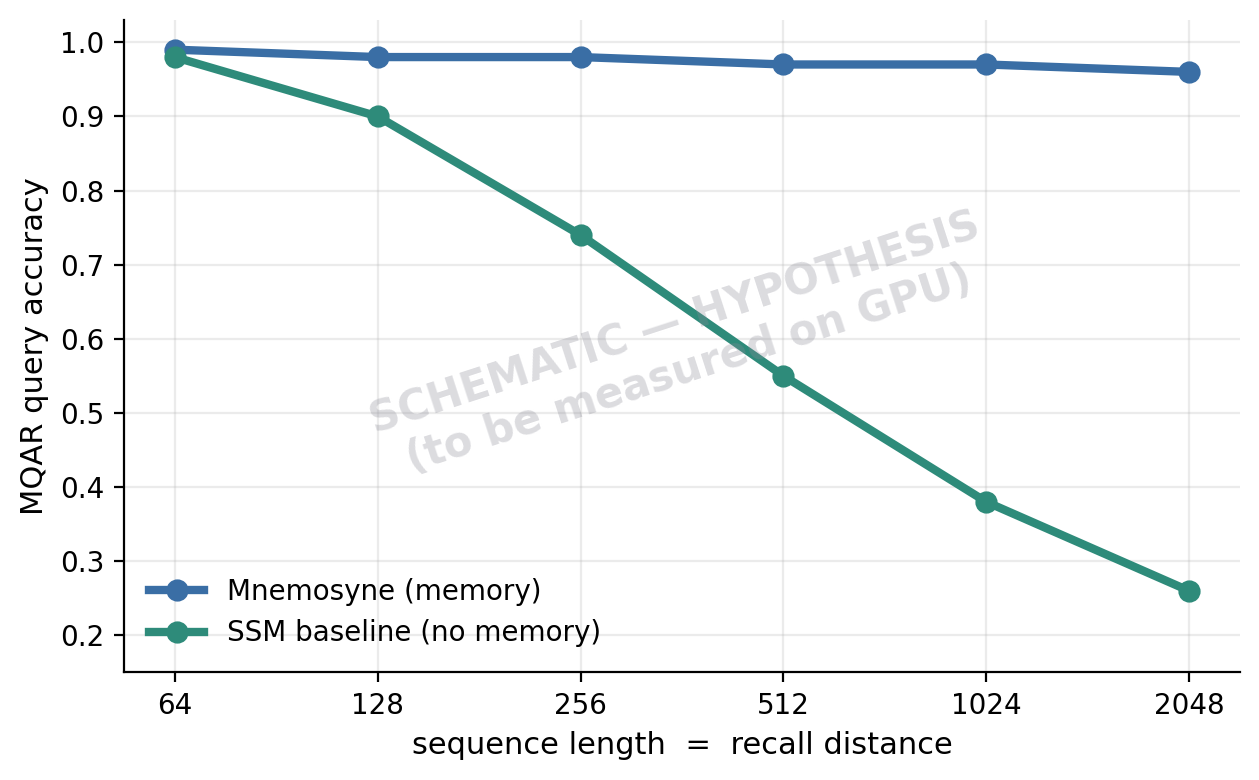 1.0
0.9
0.8
0.7
0.6
0.5
0.4
0.3
0.2
MQAR query accuracy
SCHEMATIC — HYPOTHESIS
(to be measured on GPU)
Mnemosyne (memory)
SSM baseline (no memory)
64 128 256 512 1024 2048
sequence length = recall distance